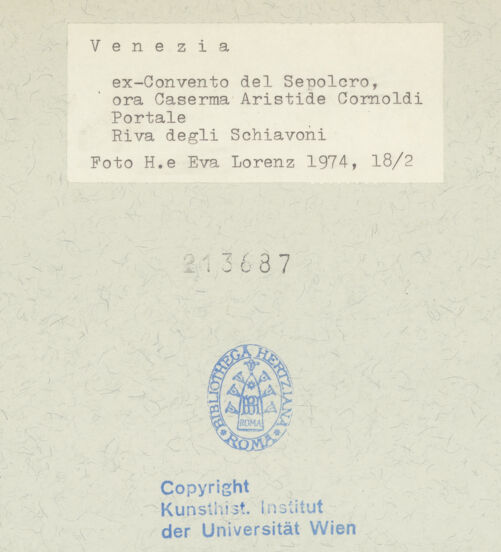 V e n e z i a
ex-Convento del Sepolcro,
ora Caserma Aristide Cornoldi
Portale
Riva degli Schiavoni
Foto H.e Eva Lorenz 1974, 18/2
213687
BIBLIOTHECA HERTZIANA
ROMA
ROMA
Copyright
Kunsthist. Institut
der Universität Wien